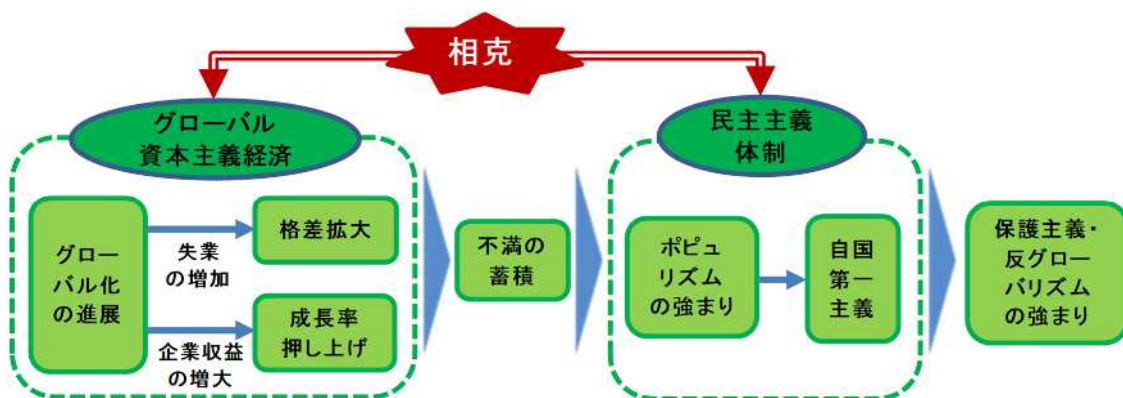 相克
グローバル
資本主義経済
民主主義
体制
グロー
バル化
の進展
失業
の増加
格差拡大
企業収益
の増大
成長率
押し上げ
不満の
蓄積
ポピュ
リズム
の強まり
自国
第一
主義
保護主義・
反グロー
バリズム
の強まり